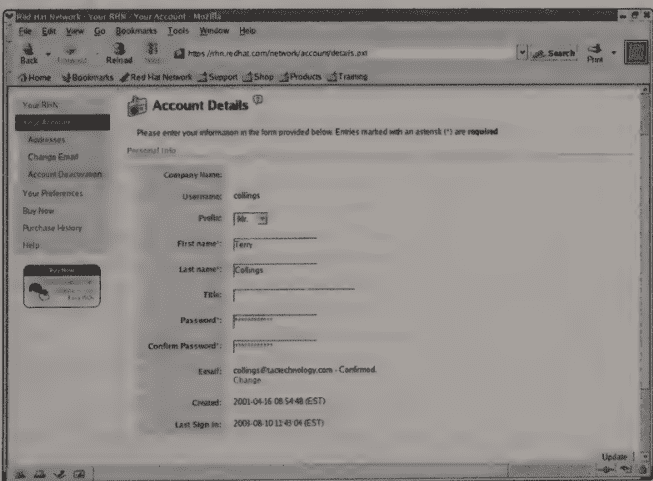 Red Hat Network - Your RHN - Your Account - Mozilla
File Edit View Go Bookmarks Tools Window Help
Back Reload https://rhn.redhat.com/network/account/details.pxt Search Print
Home Bookmarks Red Hat Network Support Shop Products Training
Your RHN
Your Account
Addresses
Change Email
Account Deactivation
Your Preferences
Buy Now
Purchase History
Help
Buy Now
Account Details
Please enter your information in the form provided below. Entries marked with an asterisk (*) are required
Personal Info
Company Name:
Username: collings
Prefix: Mr.
First name*: Terry
Last name*: Collings
Title:
Password*:
Confirm Password*:
Email: collings@tactechnology.com - Confirmed.
Change
Created: 2001-04-16 08:54:48 (EST)
Last Sign In: 2003-08-10 12:43:04 (EST)
Update